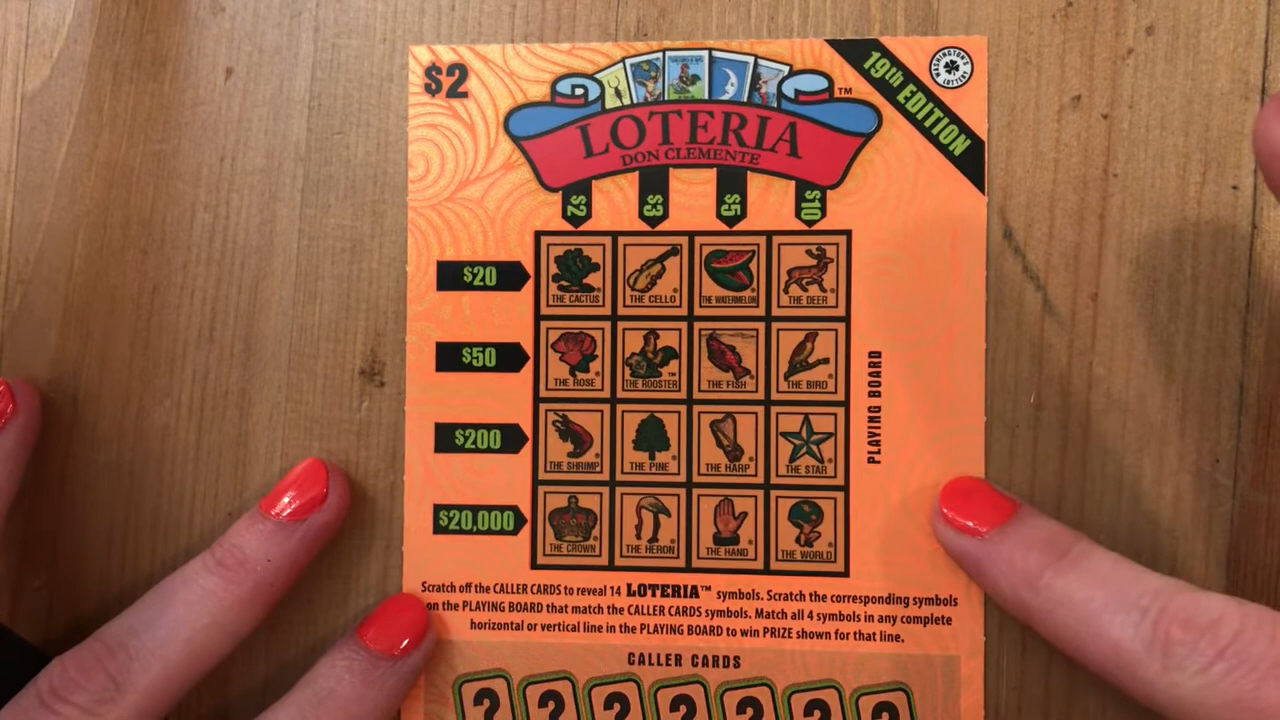 $2
19th EDITION
WASHINGTON'S LOTTERY
LOTERIA™
DON CLEMENTE
$2 $3 $5 $10
$20
THE CACTUS THE CELLO THE WATERMELON THE DEER
$50
THE ROSE THE ROOSTER THE FISH THE BIRD
$200
THE SHRIMP THE PINE THE HARP THE STAR
$20,000
THE CROWN THE HERON THE HAND THE WORLD
PLAYING BOARD
Scratch off the CALLER CARDS to reveal 14 LOTERIA™ symbols. Scratch the corresponding symbols
on the PLAYING BOARD that match the CALLER CARDS symbols. Match all 4 symbols in any complete
horizontal or vertical line in the PLAYING BOARD to win PRIZE shown for that line.
CALLER CARDS
? ? ? ? ? ? ?